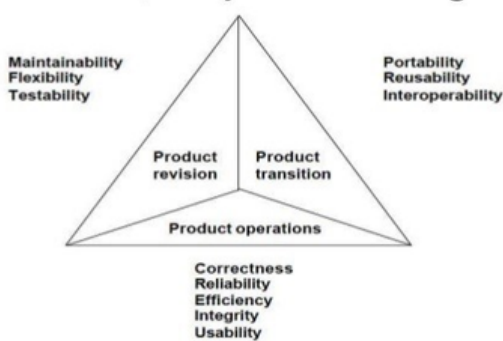 Maintainability
Flexibility
Testability
Portability
Reusability
Interoperability
Product
revision
Product
transition
Product operations
Correctness
Reliability
Efficiency
Integrity
Usability